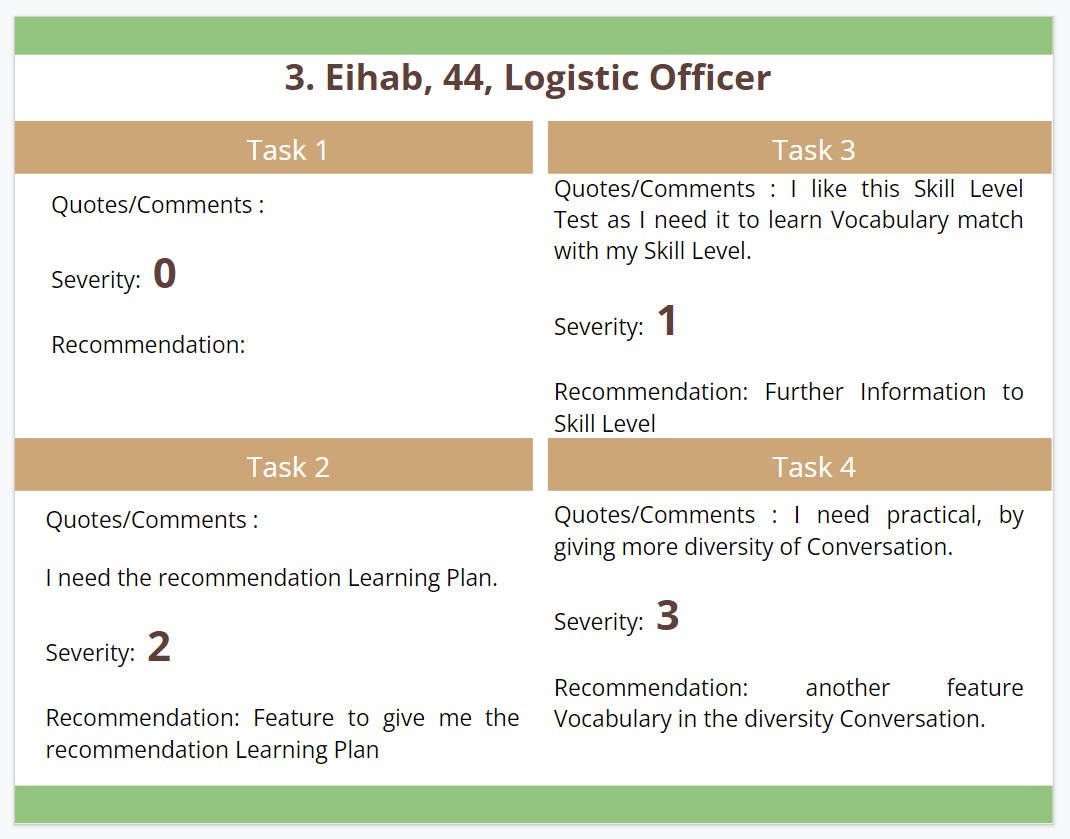 3. Eihab, 44, Logistic Officer
Task 1
Quotes/Comments :
Severity: 0
Recommendation:
Task 2
Quotes/Comments :
I need the recommendation Learning Plan.
Severity: 2
Recommendation: Feature to give me the
recommendation Learning Plan
Task 3
Quotes/Comments : I like this Skill Level
Test as I need it to learn Vocabulary match
with my Skill Level.
Severity: 1
Recommendation: Further Information to
Skill Level
Task 4
Quotes/Comments : I need practical, by
giving more diversity of Conversation.
Severity: 3
Recommendation: another feature
Vocabulary in the diversity Conversation.